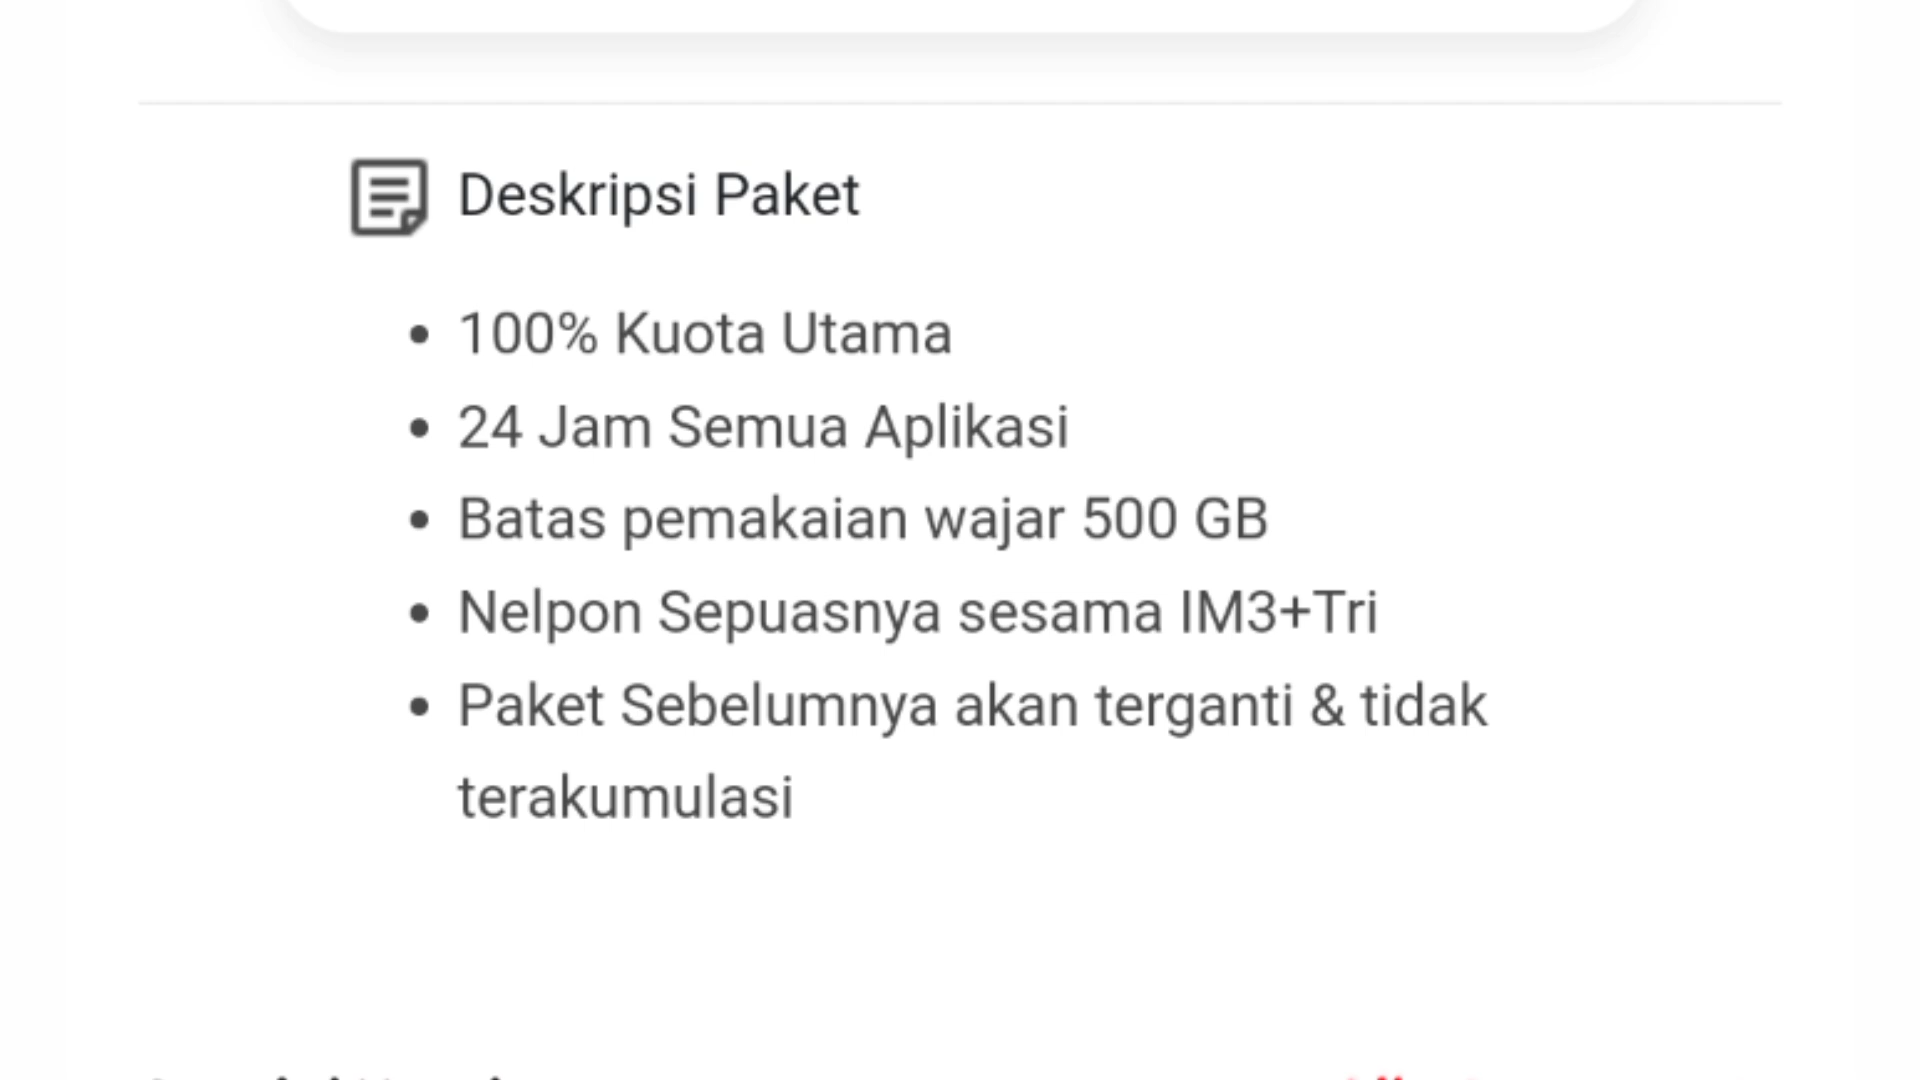 Deskripsi Paket
100% Kuota Utama
24 Jam Semua Aplikasi
Batas pemakaian wajar 500 GB
Nelpon Sepuasnya sesama IM3+Tri
Paket Sebelumnya akan terganti & tidak
terakumulasi